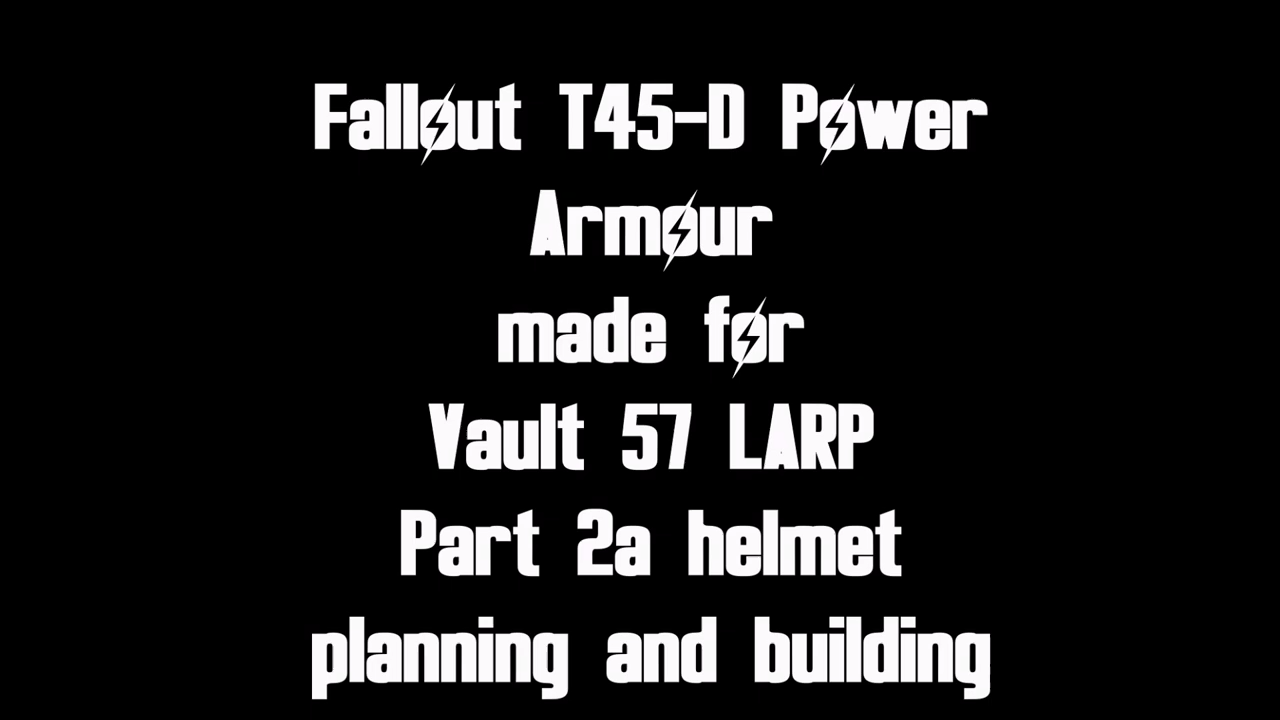 Fallout T45-D Power
Armour
made for
Vault 57 LARP
Part 2a helmet
planning and building